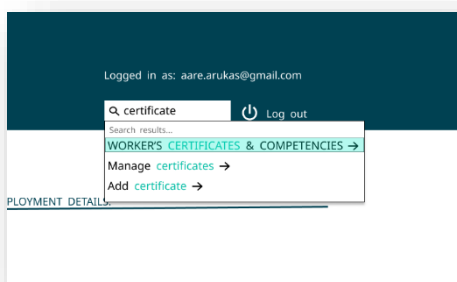 Logged in as: aare.arukas@gmail.com
certificate
Log out
Search results...
WORKER'S CERTIFICATES & COMPETENCIES →
Manage certificates →
Add certificate →
PLOYMENT DETAILS: